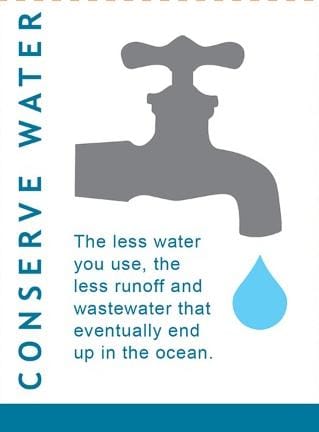 CONSERVE WATER
The less water
you use, the
less runoff and
wastewater that
eventually end
up in the ocean.